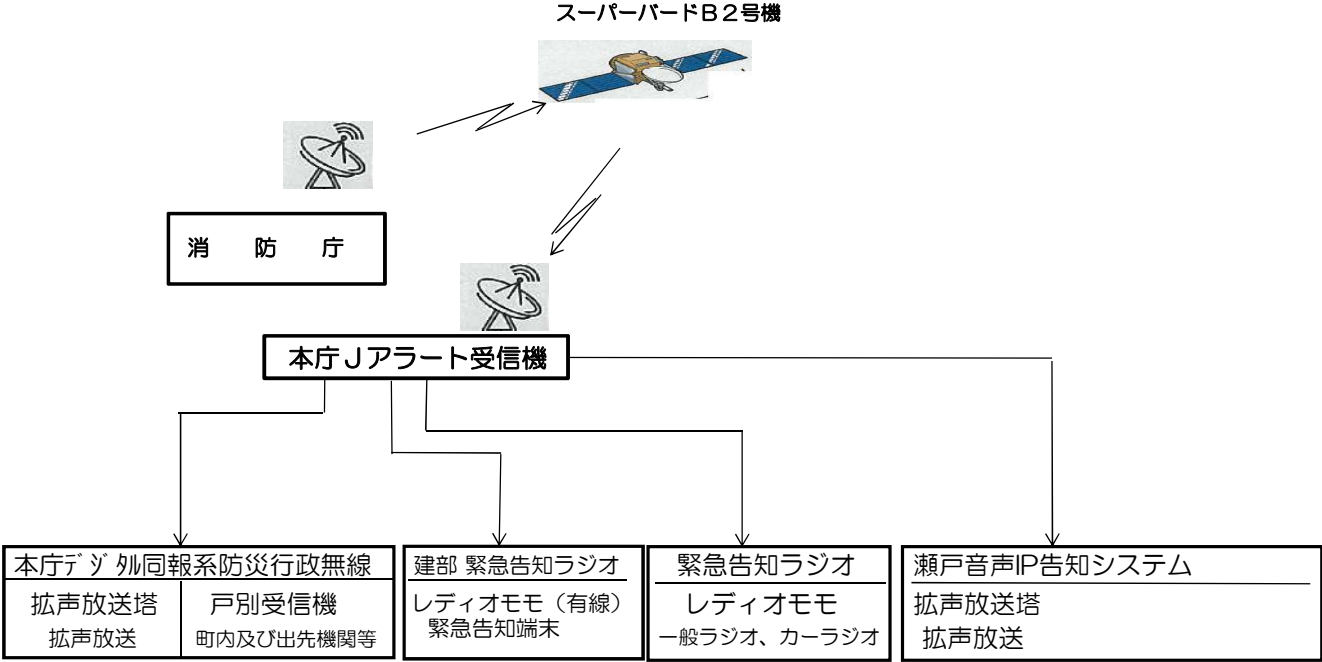 スーパーバードB2号機
消 防 庁
本庁Jアラート受信機
本庁ﾃﾞｼﾞﾀﾙ同報系防災行政無線
拡声放送塔
拡声放送
戸別受信機
町内及び出先機関等
建部 緊急告知ラジオ
レディオモモ（有線）
緊急告知端末
緊急告知ラジオ
レディオモモ
一般ラジオ、カーラジオ
瀬戸音声IP告知システム
拡声放送塔
拡声放送